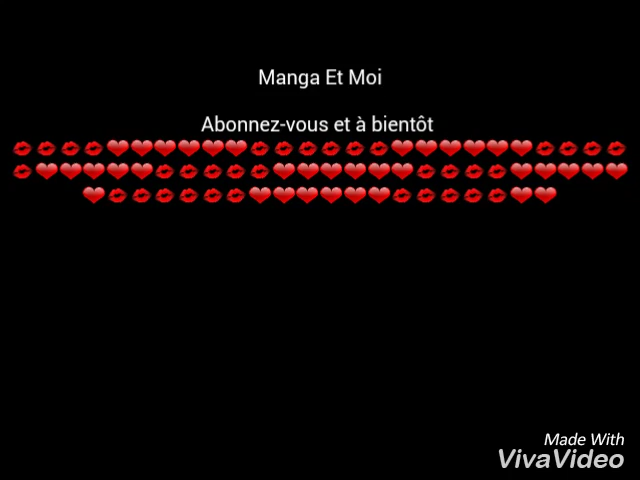 Manga Et Moi
Abonnez-vous et à bientôt
💋💋💋💋❤❤❤❤❤❤💋💋💋💋💋💋❤❤❤❤❤❤💋💋💋💋
💋❤❤❤❤❤💋💋💋💋💋❤❤❤❤❤❤💋💋💋💋❤❤❤❤❤
❤💋💋💋💋💋💋❤❤❤❤❤❤💋💋💋💋💋❤❤
Made With
VivaVideo